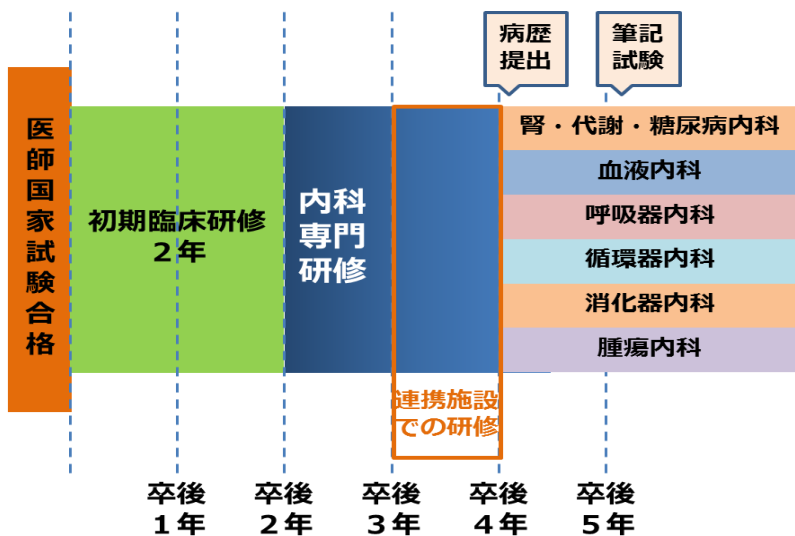 病歴
提出
筆記
試験
医師国家試験合格
初期臨床研修
２年
内科
専門
研修
腎・代謝・糖尿病内科
血液内科
呼吸器内科
循環器内科
消化器内科
腫瘍内科
連携施設
での研修
卒後
１年
卒後
２年
卒後
３年
卒後
４年
卒後
５年